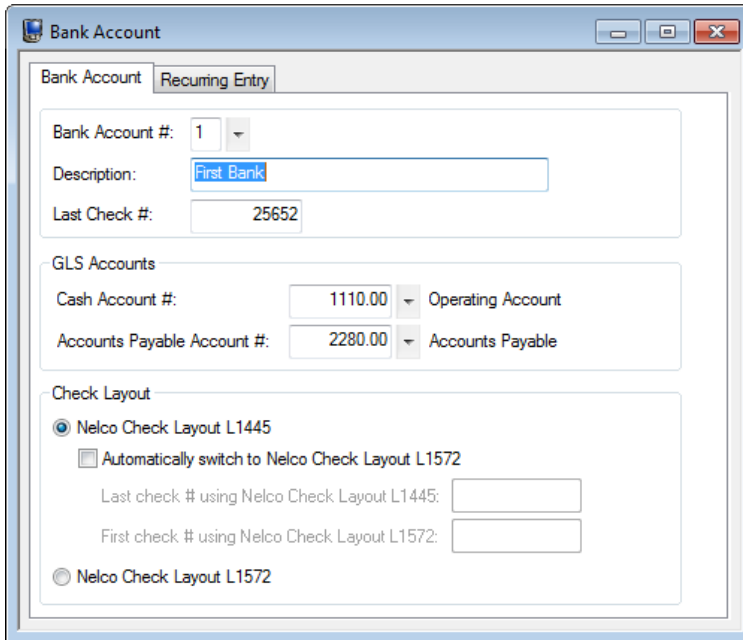 Bank Account
Bank Account Recurring Entry
Bank Account #: 1
Description: First Bank
Last Check #: 25652
GLS Accounts
Cash Account #: 1110.00 Operating Account
Accounts Payable Account #: 2280.00 Accounts Payable
Check Layout
Nelco Check Layout L1445
Automatically switch to Nelco Check Layout L1572
Last check # using Nelco Check Layout L1445:
First check # using Nelco Check Layout L1572:
Nelco Check Layout L1572